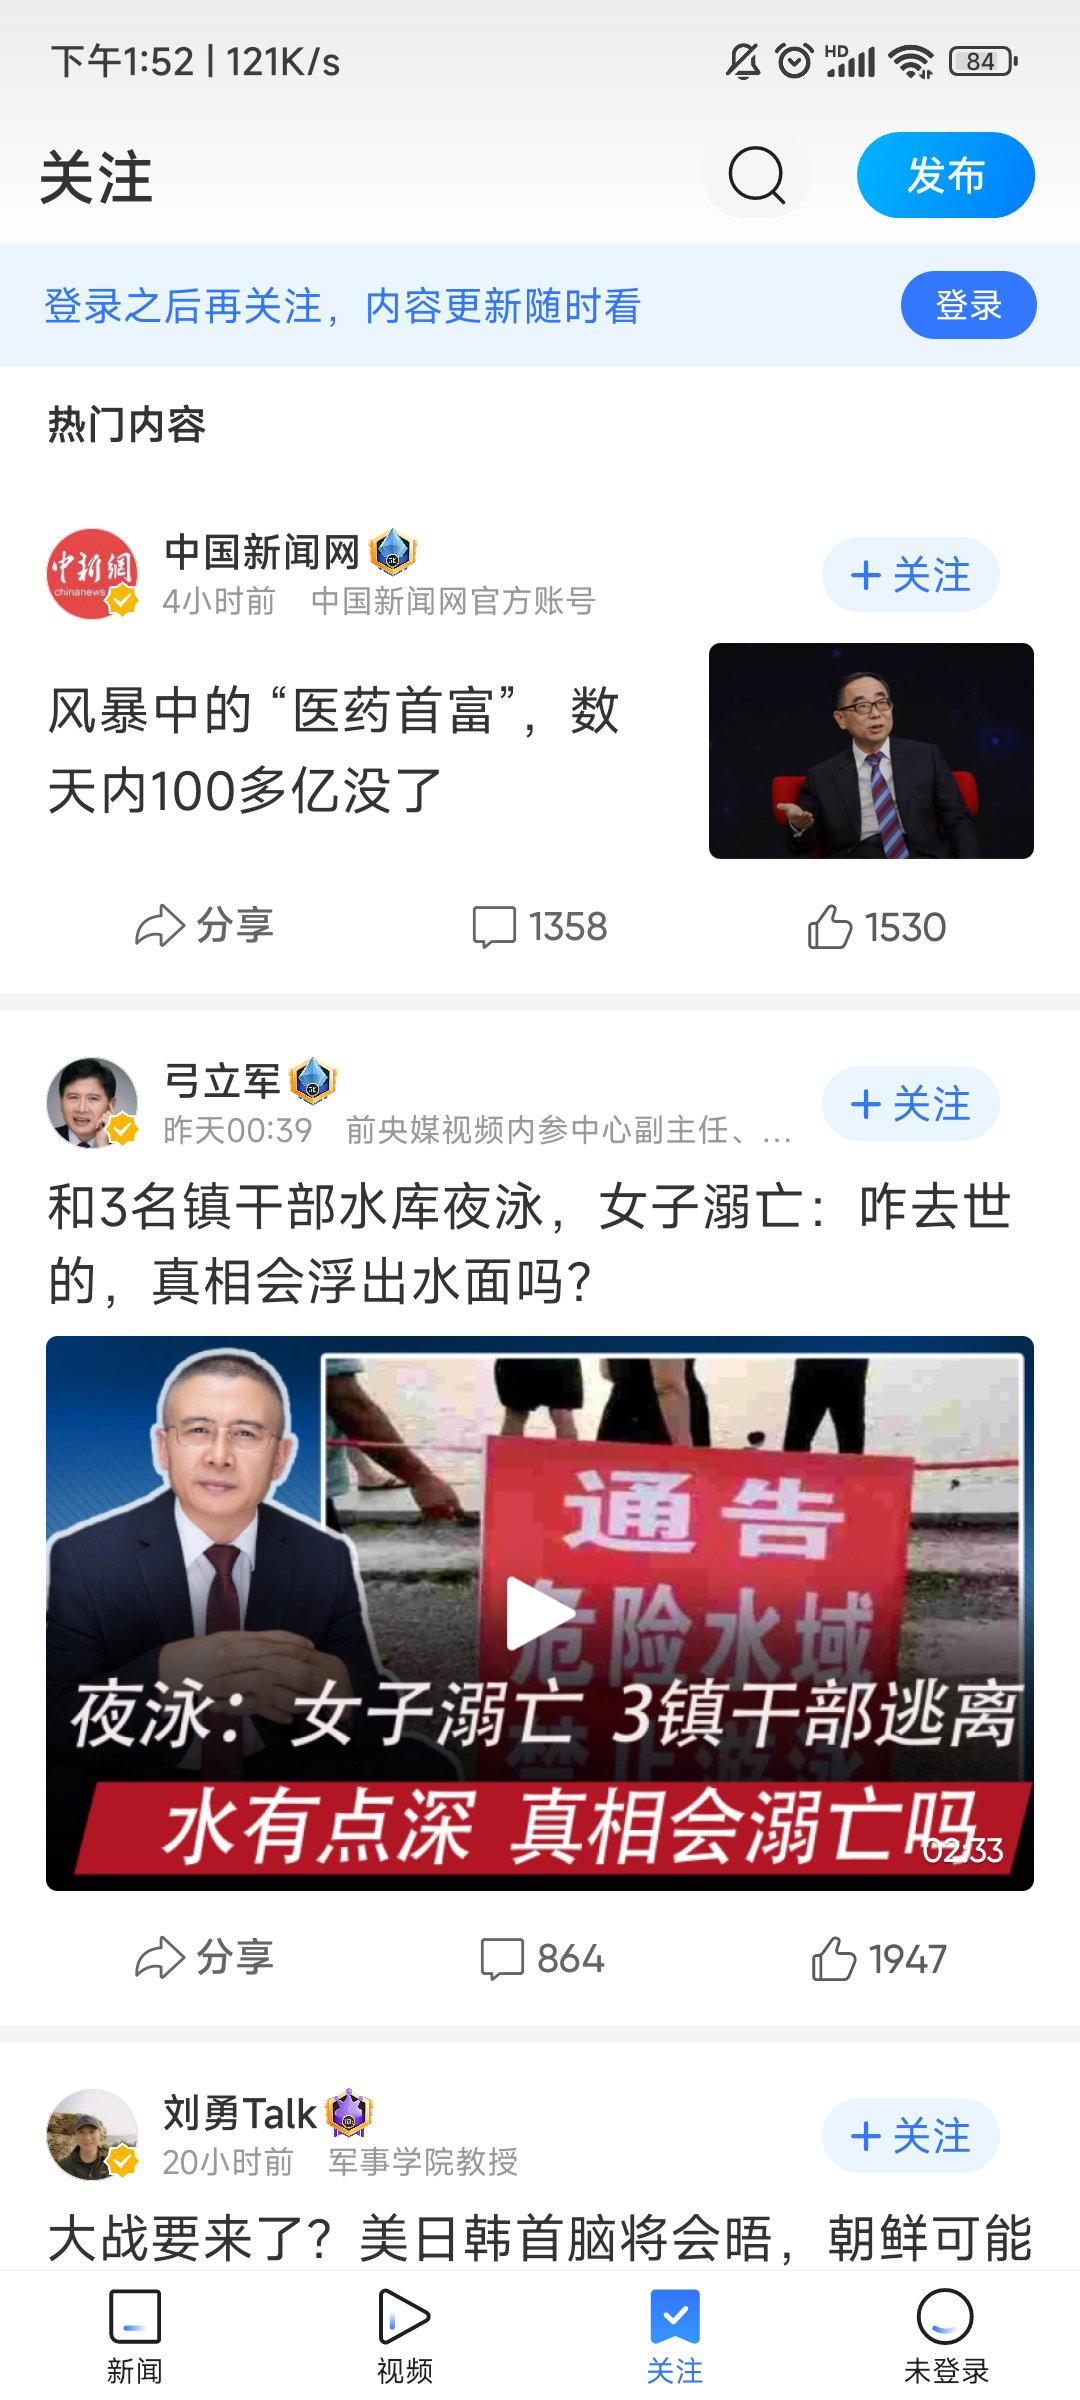 下午1:52 | 121K/s
HD
84
关注
发布
登录之后再关注，内容更新随时看
登录
热门内容
中新網
chinanews
中国新闻网
4小时前 中国新闻网官方账号
+ 关注
风暴中的“医药首富”，数
天内100多亿没了
分享
1358
1530
弓立军
昨天00:39 前央媒视频内参中心副主任、...
+ 关注
和3名镇干部水库夜泳，女子溺亡：咋去世
的，真相会浮出水面吗？
通告
危险水域
禁止游泳
夜泳：女子溺亡 3镇干部逃离
水有点深 真相会溺亡吗
02:33
分享
864
1947
刘勇Talk
20小时前 军事学院教授
+ 关注
大战要来了？美日韩首脑将会晤，朝鲜可能
新闻
视频
关注
未登录